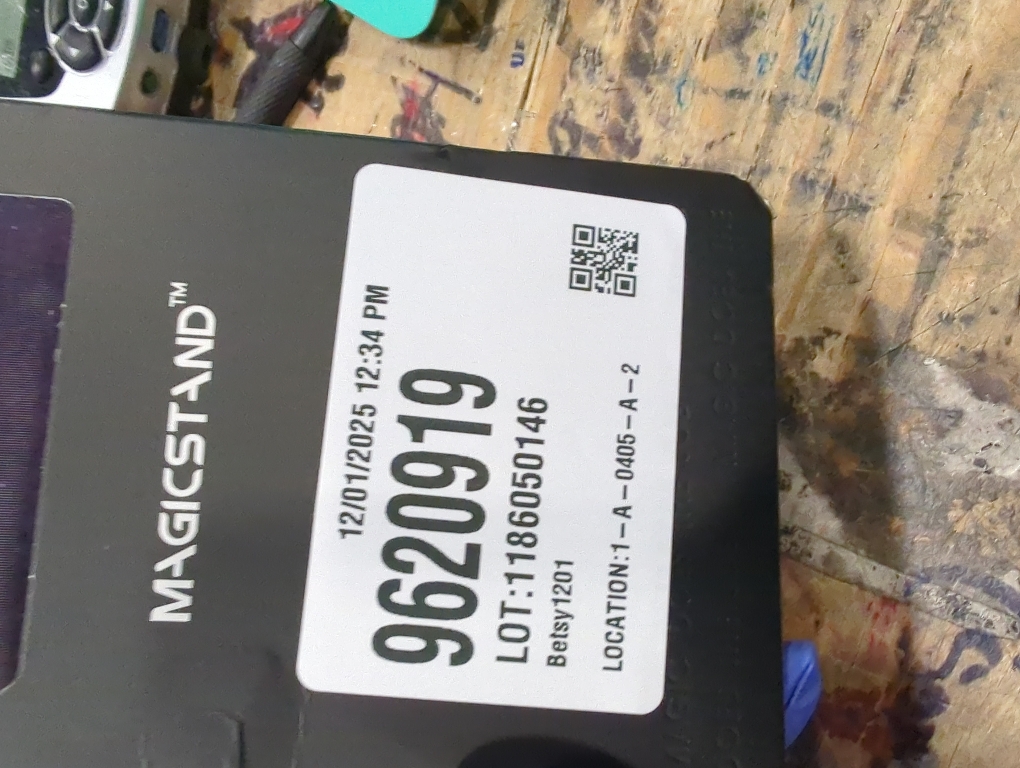 MAGICSTAND™
12/01/2025 12:34 PM
9620919
LOT:1186050146
Betsy1201
LOCATION:1-A-0405-A-2